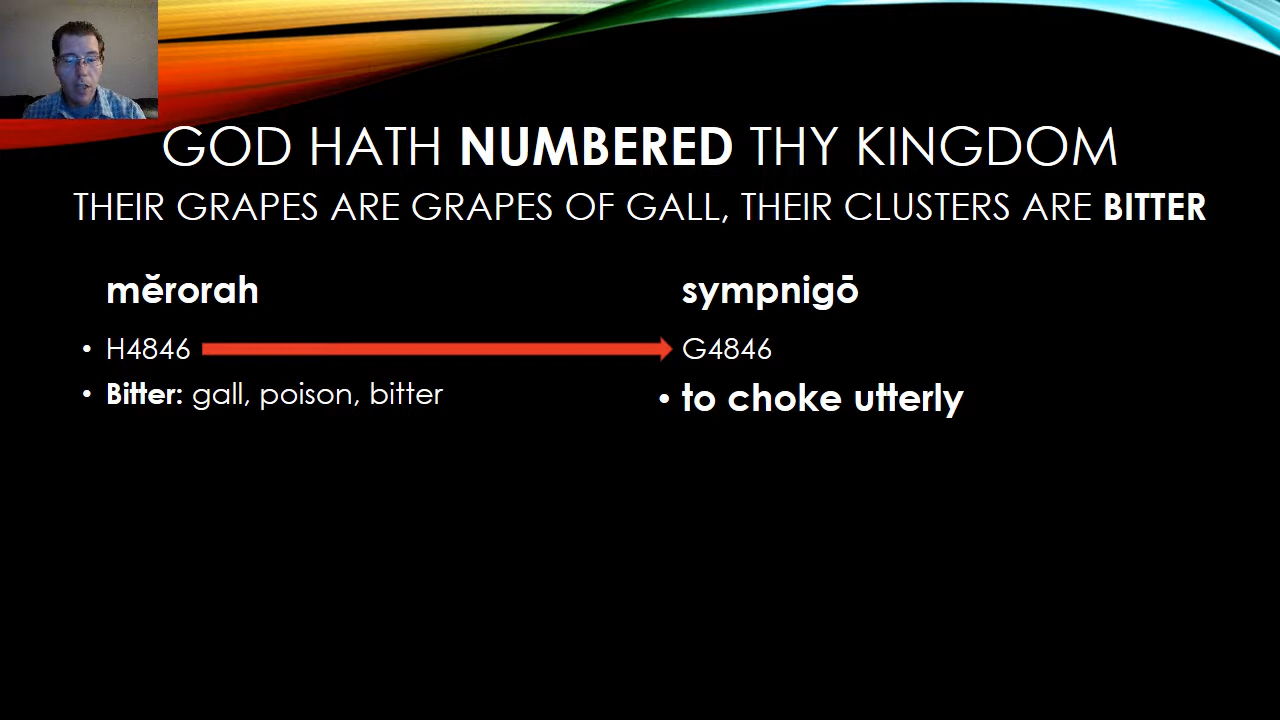 GOD HATH NUMBERED THY KINGDOM
THEIR GRAPES ARE GRAPES OF GALL, THEIR CLUSTERS ARE BITTER
mĕrorah
• H4846
• Bitter: gall, poison, bitter
sympnigō
G4846
• to choke utterly